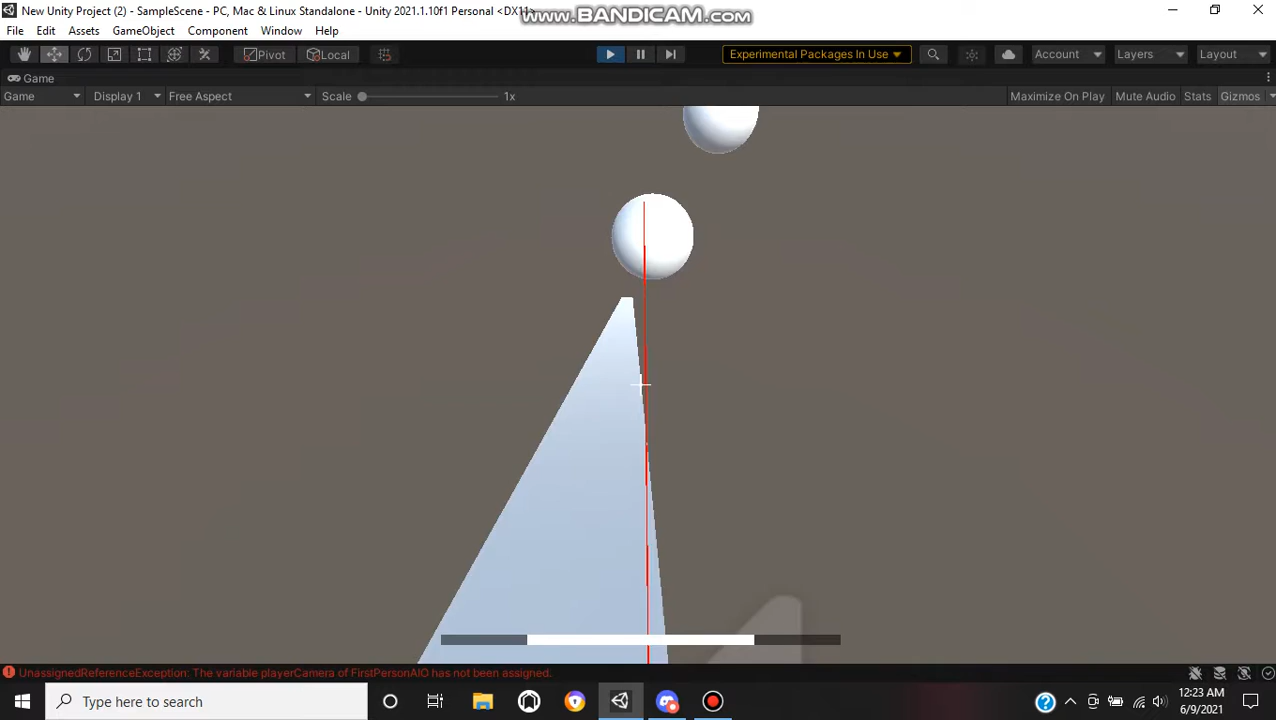 New Unity Project (2) - SampleScene - PC, Mac & Linux Standalone - Unity 2021.1.10f1 Personal <DX11>
www.BANDICAM.com
File Edit Assets GameObject Component Window Help
Pivot Local Experimental Packages In Use Account Layers Layout
Game
Game Display 1 Free Aspect Scale 1x Maximize On Play Mute Audio Stats Gizmos
UnassignedReferenceException: The variable playerCamera of FirstPersonAIO has not been assigned.
Type here to search
12:23 AM
6/9/2021